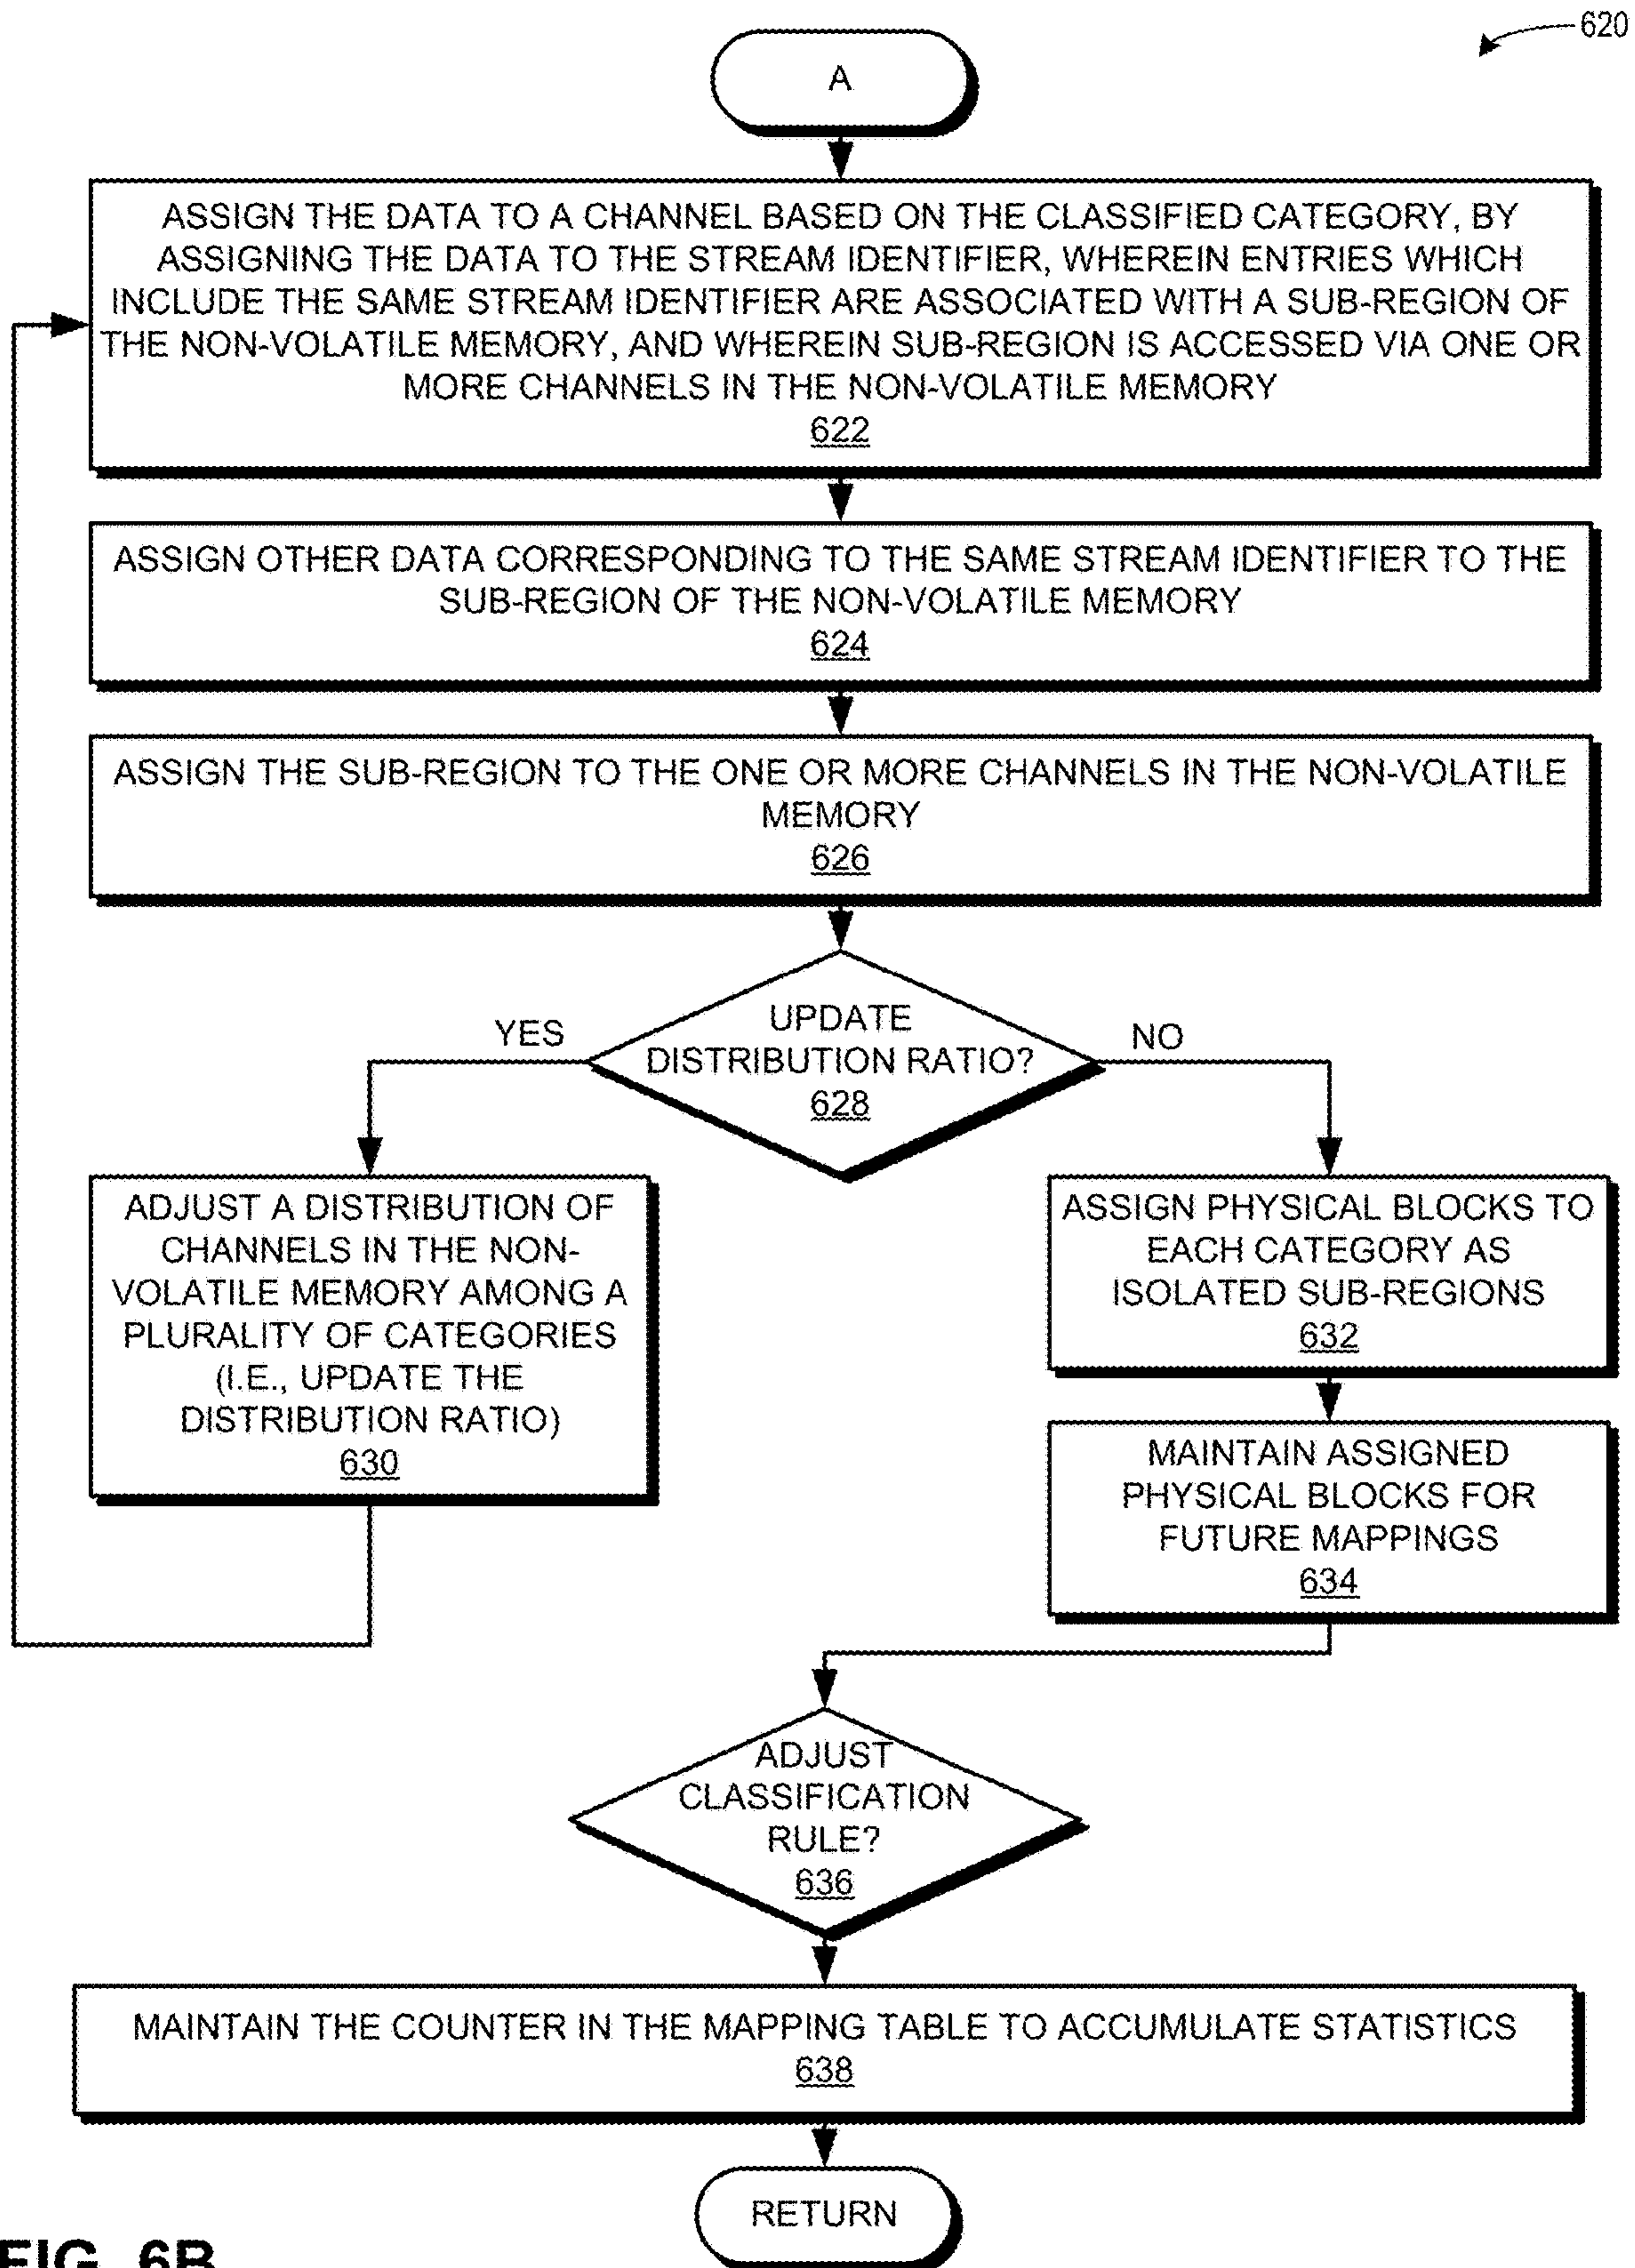 620
A
ASSIGN THE DATA TO A CHANNEL BASED ON THE CLASSIFIED CATEGORY, BY
ASSIGNING THE DATA TO THE STREAM IDENTIFIER, WHEREIN ENTRIES WHICH
INCLUDE THE SAME STREAM IDENTIFIER ARE ASSOCIATED WITH A SUB-REGION OF
THE NON-VOLATILE MEMORY, AND WHEREIN SUB-REGION IS ACCESSED VIA ONE OR
MORE CHANNELS IN THE NON-VOLATILE MEMORY
622
ASSIGN OTHER DATA CORRESPONDING TO THE SAME STREAM IDENTIFIER TO THE
SUB-REGION OF THE NON-VOLATILE MEMORY
624
ASSIGN THE SUB-REGION TO THE ONE OR MORE CHANNELS IN THE NON-VOLATILE
MEMORY
626
UPDATE
DISTRIBUTION RATIO?
628
YES
NO
ADJUST A DISTRIBUTION OF
CHANNELS IN THE NON-
VOLATILE MEMORY AMONG A
PLURALITY OF CATEGORIES
(I.E., UPDATE THE
DISTRIBUTION RATIO)
630
ASSIGN PHYSICAL BLOCKS TO
EACH CATEGORY AS
ISOLATED SUB-REGIONS
632
MAINTAIN ASSIGNED
PHYSICAL BLOCKS FOR
FUTURE MAPPINGS
634
ADJUST
CLASSIFICATION
RULE?
636
MAINTAIN THE COUNTER IN THE MAPPING TABLE TO ACCUMULATE STATISTICS
638
RETURN
FIG. 6B